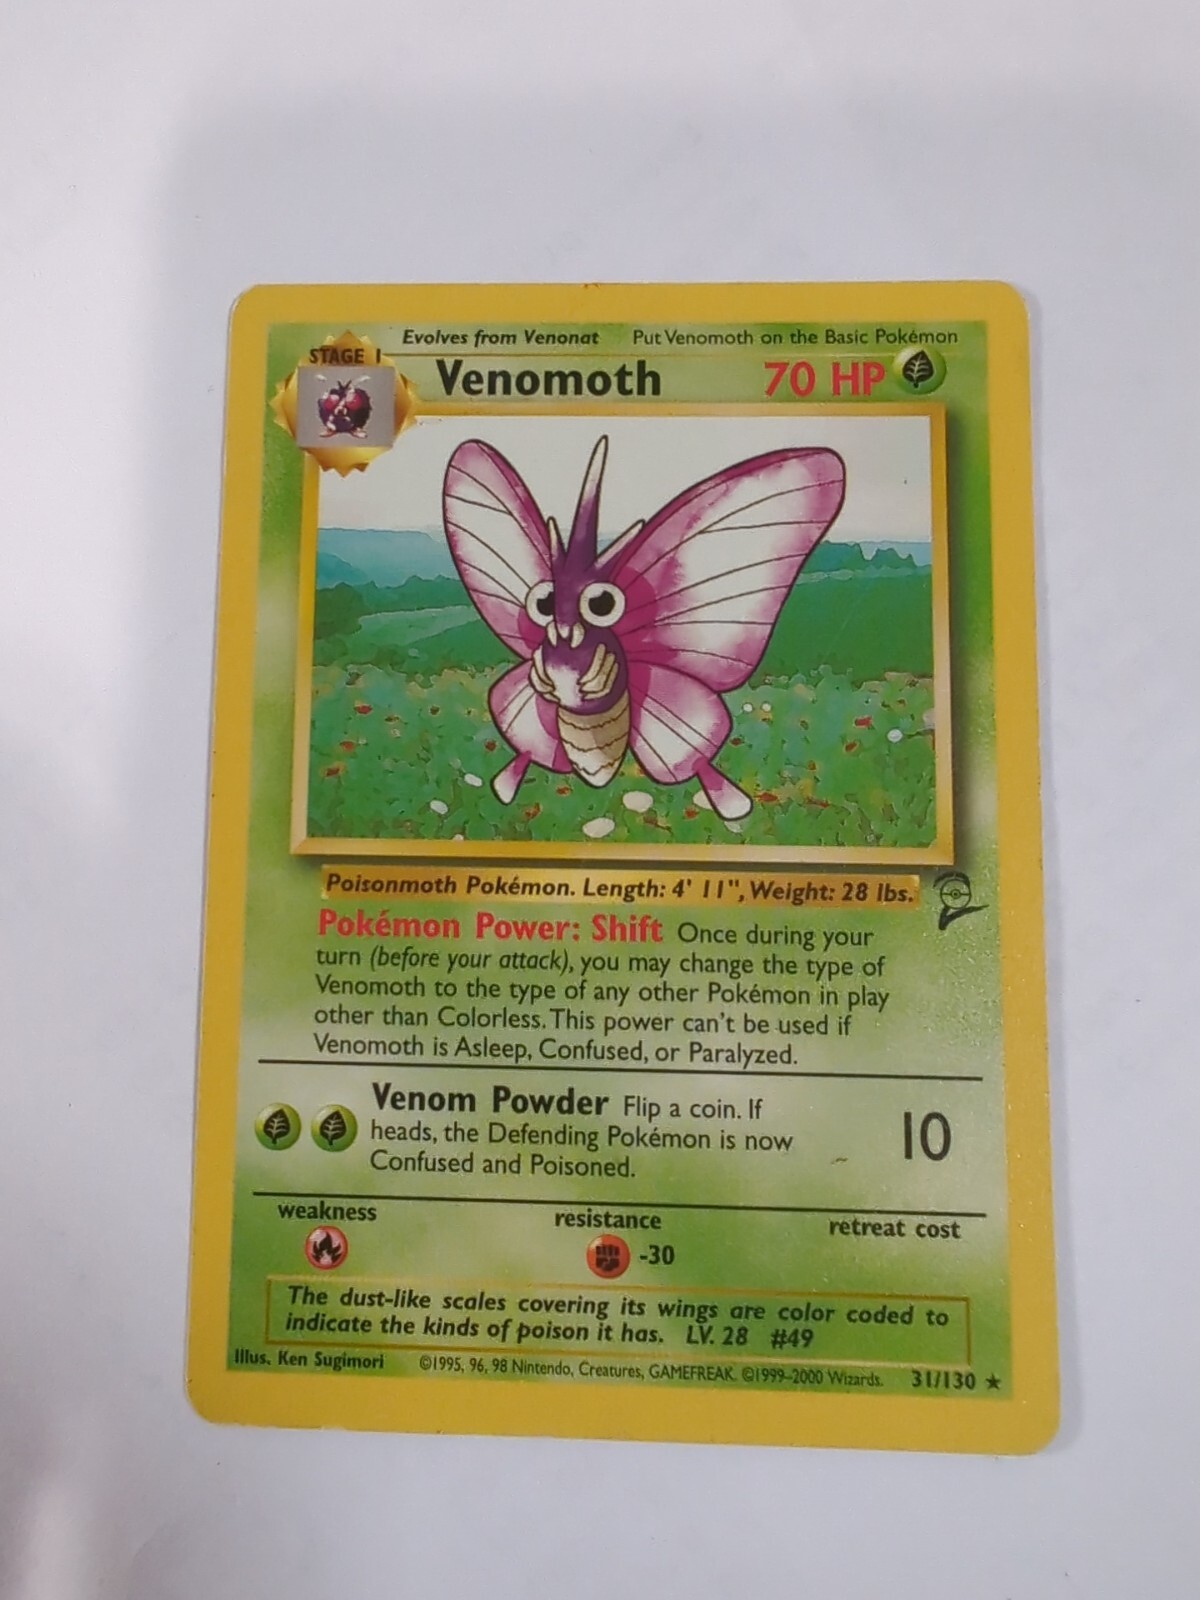 Evolves from Venonat Put Venomoth on the Basic Pokémon
STAGE 1
Venomoth 70 HP
Poisonmoth Pokémon. Length: 4' 11", Weight: 28 lbs.
Pokémon Power: Shift Once during your
turn (before your attack), you may change the type of
Venomoth to the type of any other Pokémon in play
other than Colorless. This power can't be used if
Venomoth is Asleep, Confused, or Paralyzed.
Venom Powder Flip a coin. If
heads, the Defending Pokémon is now
Confused and Poisoned.
10
weakness resistance retreat cost
-30
The dust-like scales covering its wings are color coded to
indicate the kinds of poison it has. LV. 28 #49
Illus. Ken Sugimori ©1995, 96, 98 Nintendo, Creatures, GAMEFREAK. ©1999-2000 Wizards. 31/130 ★